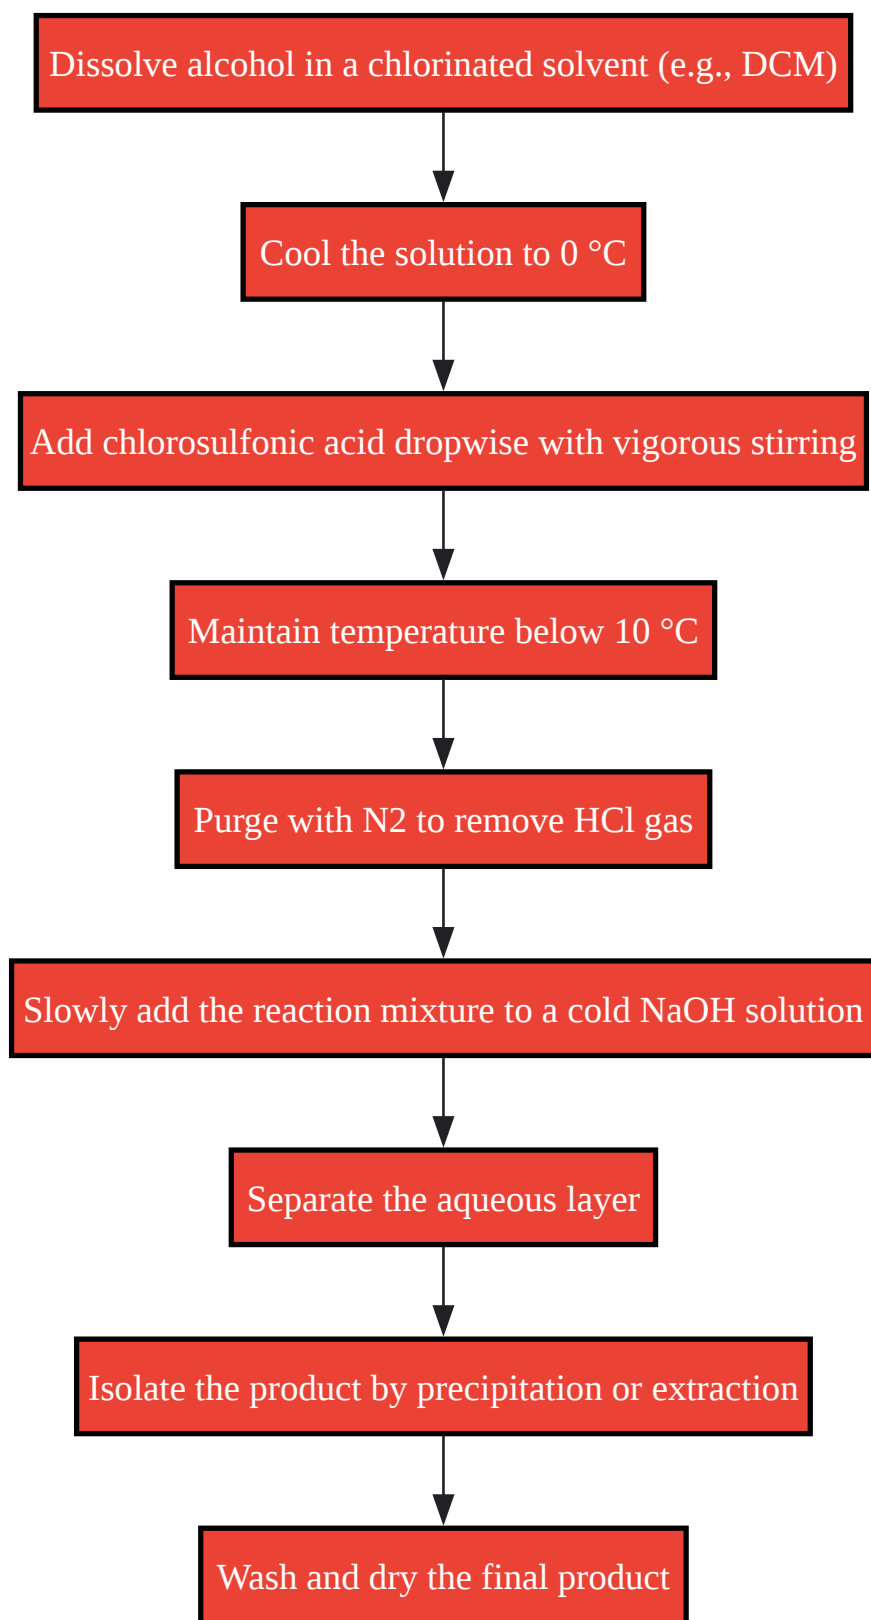 Dissolve alcohol in a chlorinated solvent (e.g., DCM)
Cool the solution to 0 °C
Add chlorosulfonic acid dropwise with vigorous stirring
Maintain temperature below 10 °C
Purge with N2 to remove HCl gas
Slowly add the reaction mixture to a cold NaOH solution
Separate the aqueous layer
Isolate the product by precipitation or extraction
Wash and dry the final product